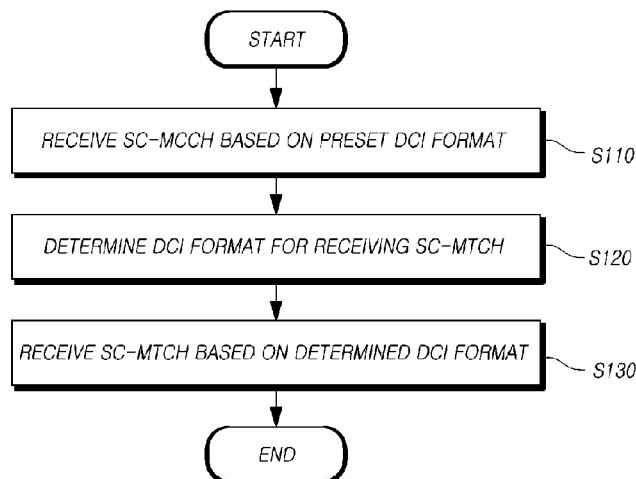 START
RECEIVE SC-MCCH BASED ON PRESET DCI FORMAT
S110
DETERMINE DCI FORMAT FOR RECEIVING SC-MTCH
S120
RECEIVE SC-MTCH BASED ON DETERMINED DCI FORMAT
S130
END